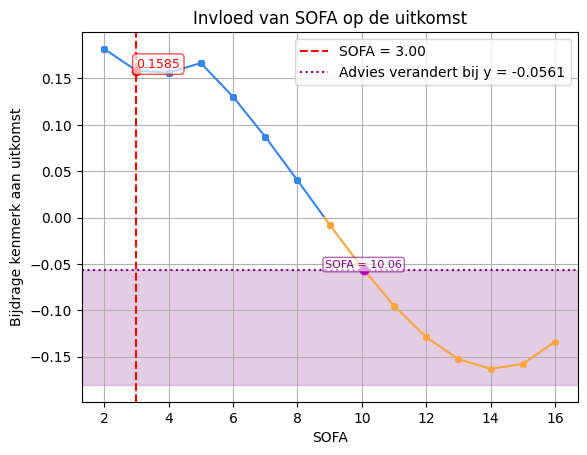 Invloed van SOFA op de uitkomst
SOFA = 3.00
Advies verandert bij y = -0.0561
0.1585
SOFA = 10.06
Bijdrage kenmerk aan uitkomst
0.15
0.10
0.05
0.00
−0.05
−0.10
−0.15
2 4 6 8 10 12 14 16
SOFA